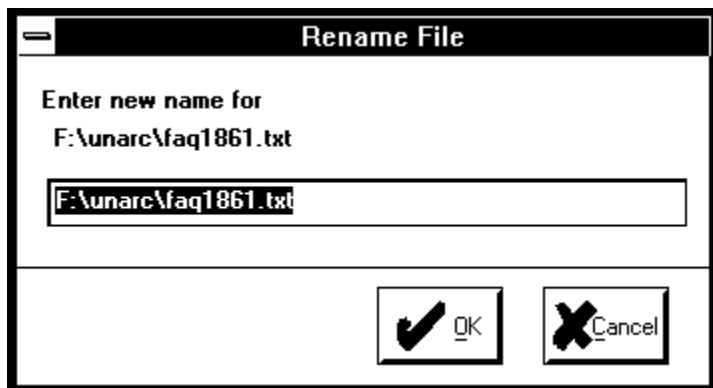 Rename File
Enter new name for
F:\unarc\faq1861.txt
F:\unarc\faq1861.txt
OK
Cancel